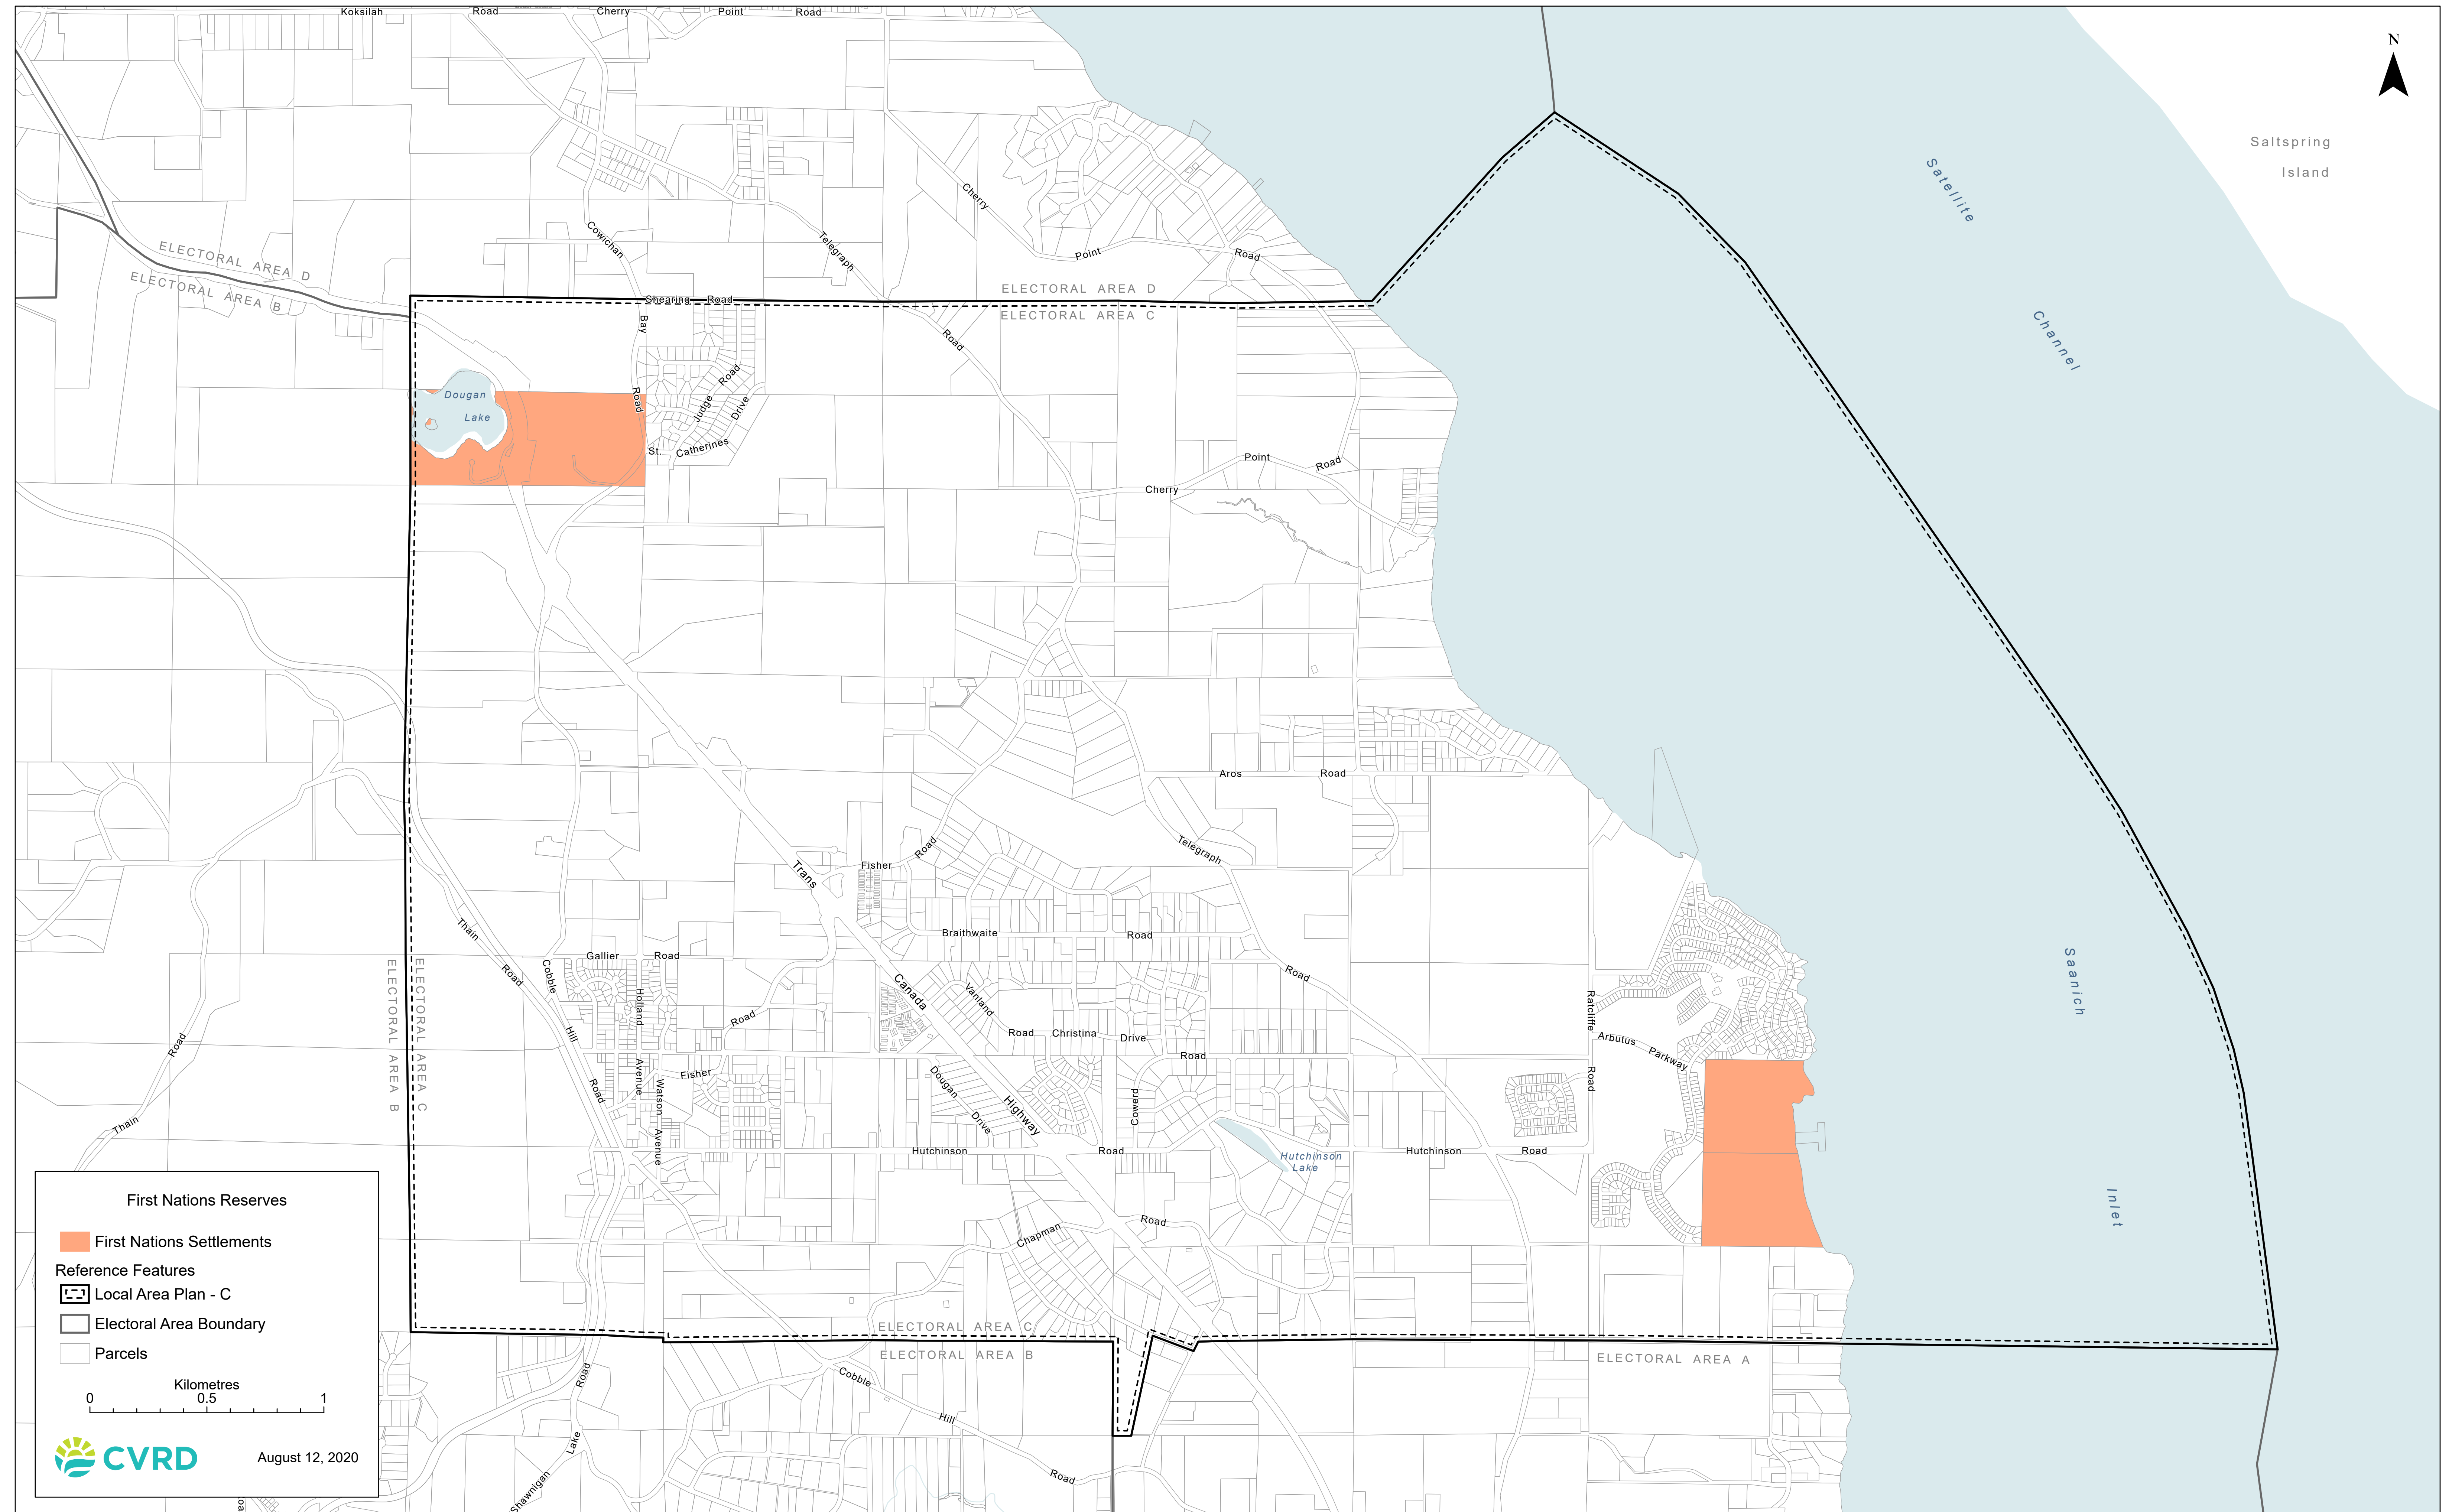 Koksilah Road Cherry Point Road
N
Saltspring
Island
Satellite
Channel
Cherry
Point
Road
Cowichan
Telegraph
ELECTORAL AREA D
ELECTORAL AREA B
ELECTORAL AREA D
Shearing Road
ELECTORAL AREA C
Bay
Road
Road
Dougan
Lake
Judge
Road
Drive
St. Catherines
Cherry
Point
Road
Aros Road
Telegraph
Road
Fisher
Road
Trans
Canada
Highway
Braithwaite Road
Thain
Road
Gallier Road
Cobble
Hill
Road
Holland
Avenue
Road
Fisher
Watson
Avenue
Vanland
Road
Christina Drive
Road
Dougan
Drive
Coword
Ratcliffe
Road
Arbutus
Parkway
Saanich
Inlet
ELECTORAL AREA B
ELECTORAL AREA C
Road
Thain
Hutchinson Road
Hutchinson
Lake
Hutchinson Road
Chapman
Road
ELECTORAL AREA C
ELECTORAL AREA B
ELECTORAL AREA A
Cobble
Hill
Road
Road
Lake
Shawnigan
First Nations Reserves
First Nations Settlements
Reference Features
Local Area Plan - C
Electoral Area Boundary
Parcels
Kilometres
0 0.5 1
CVRD
August 12, 2020